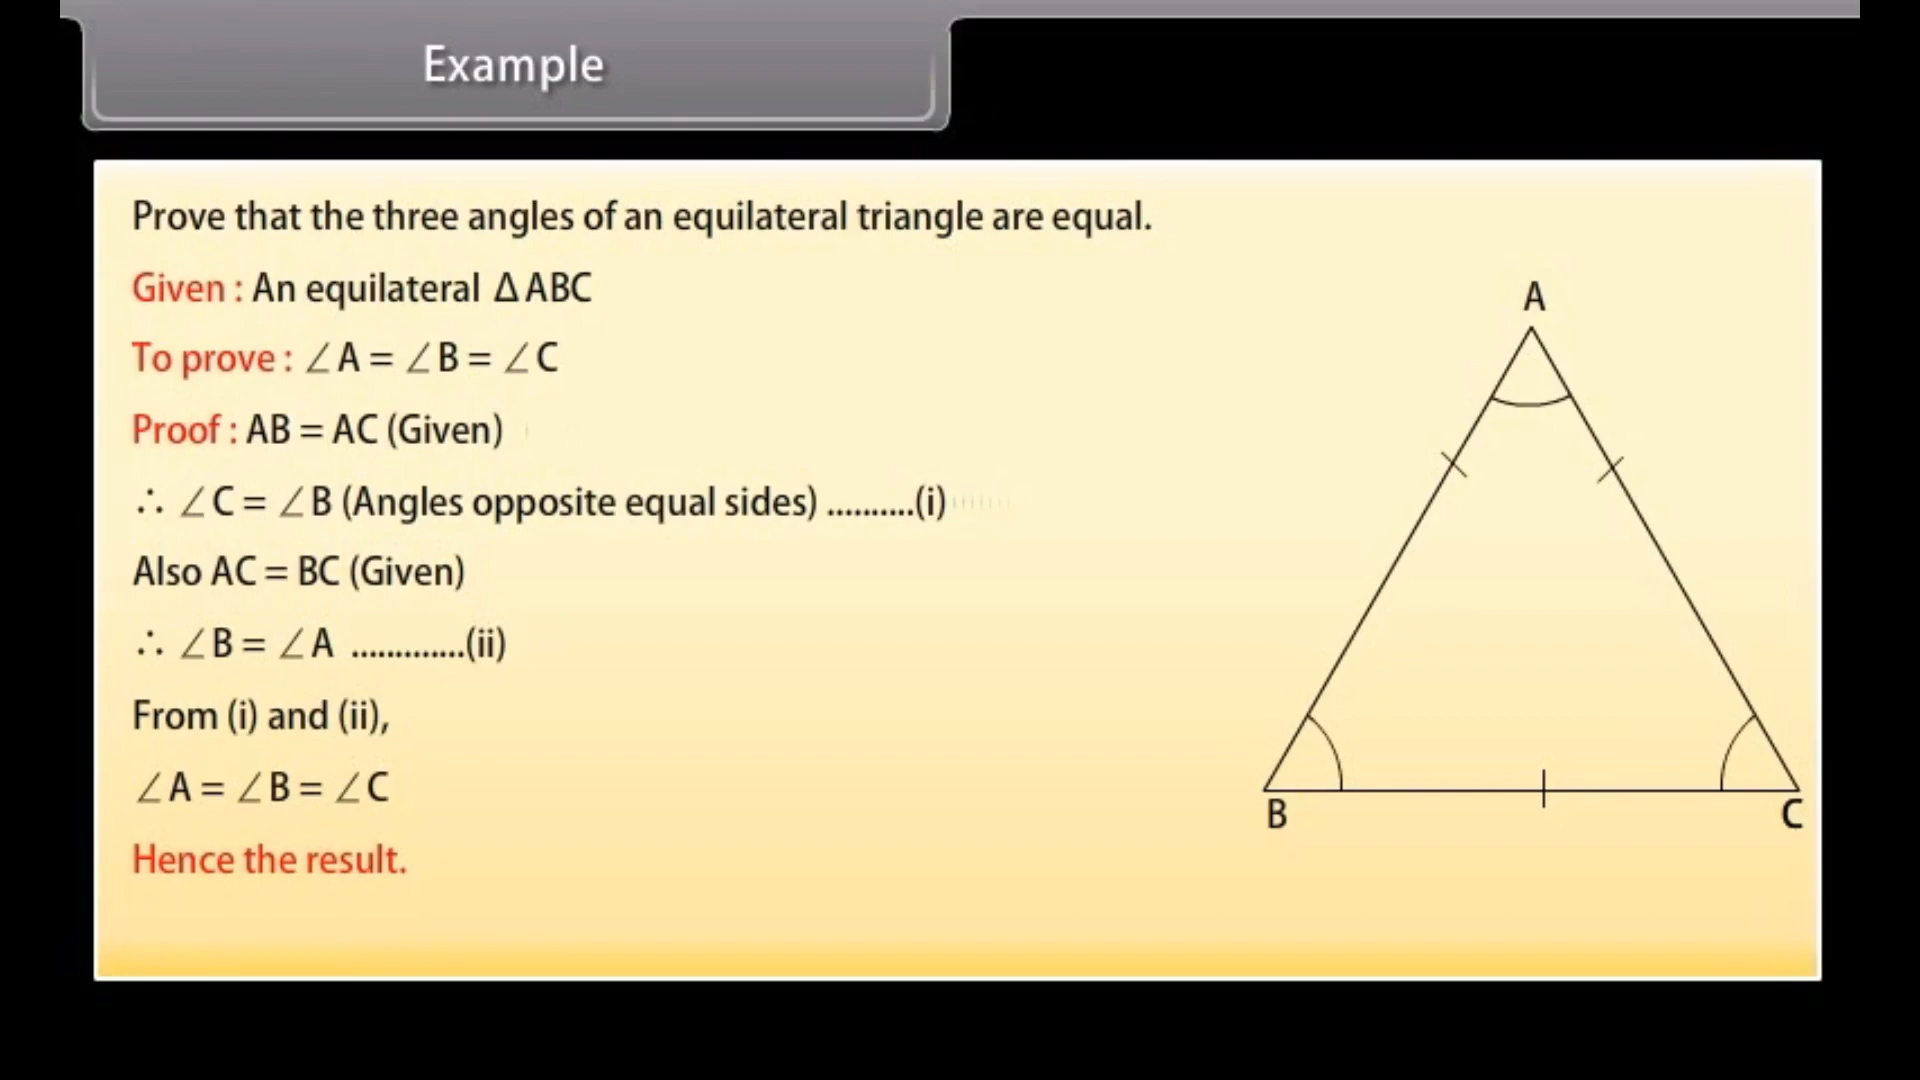 Example
Prove that the three angles of an equilateral triangle are equal.
Given : An equilateral ∆ ABC
To prove : ∠A = ∠B = ∠C
Proof : AB = AC (Given)
∴ ∠C = ∠B (Angles opposite equal sides) ..........(i)
Also AC = BC (Given)
∴ ∠B = ∠A .............(ii)
From (i) and (ii),
∠A = ∠B = ∠C
Hence the result.
A
B
C